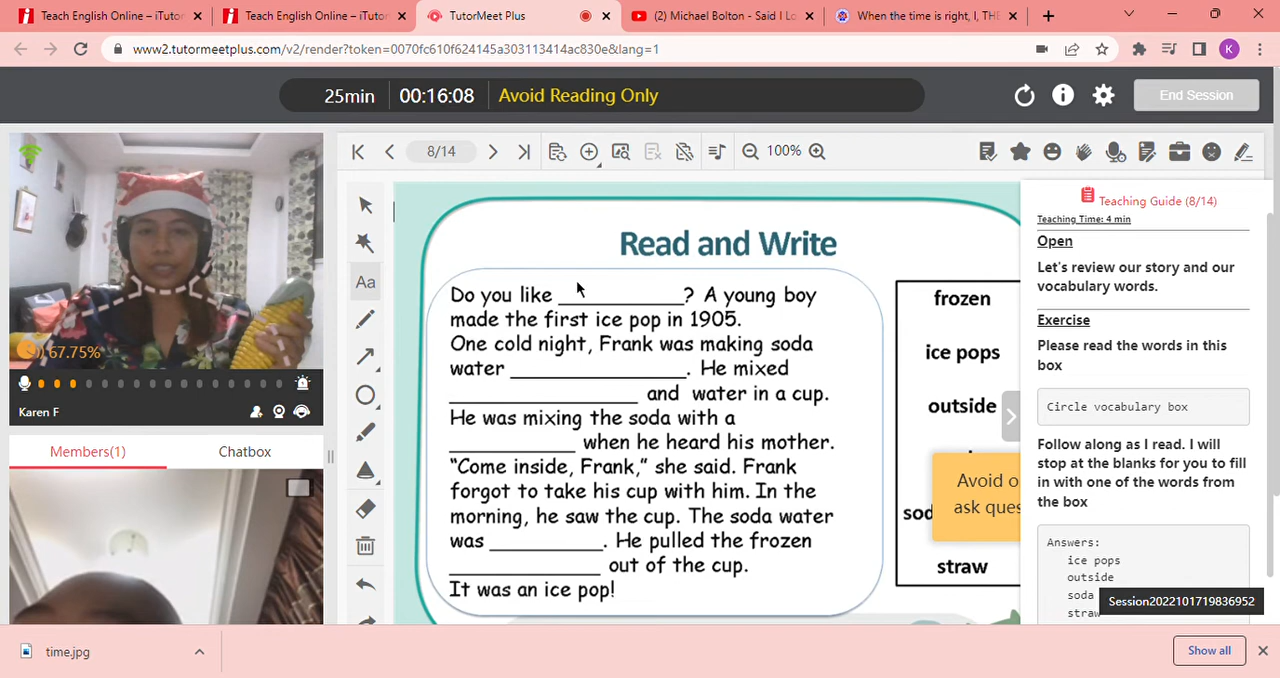 Teach English Online – iTutor
Teach English Online – iTutor
TutorMeet Plus
(2) Michael Bolton - Said I Lo
When the time is right, I, THE
www2.tutormeetplus.com/v2/render?token=0070fc610f624145a303113414ac830e&lang=1
K
25min
00:16:08
Avoid Reading Only
End Session
8/14
100%
67.75%
Karen F
Members(1)
Chatbox
Aa
Read and Write
Do you like ____________? A young boy
made the first ice pop in 1905.
One cold night, Frank was making soda
water _________________. He mixed
__________________ and water in a cup.
He was mixing the soda with a
____________ when he heard his mother.
“Come inside, Frank,” she said. Frank
forgot to take his cup with him. In the
morning, he saw the cup. The soda water
was ___________. He pulled the frozen
______________ out of the cup.
It was an ice pop!
frozen
ice pops
outside
sod
straw
Avoid o
ask ques
Teaching Guide (8/14)
Teaching Time: 4 min
Open
Let's review our story and our
vocabulary words.
Exercise
Please read the words in this
box
Circle vocabulary box
Follow along as I read. I will
stop at the blanks for you to fill
in with one of the words from
the box
Answers:
ice pops
outside
soda
straw
Session2022101719836952
time.jpg
Show all